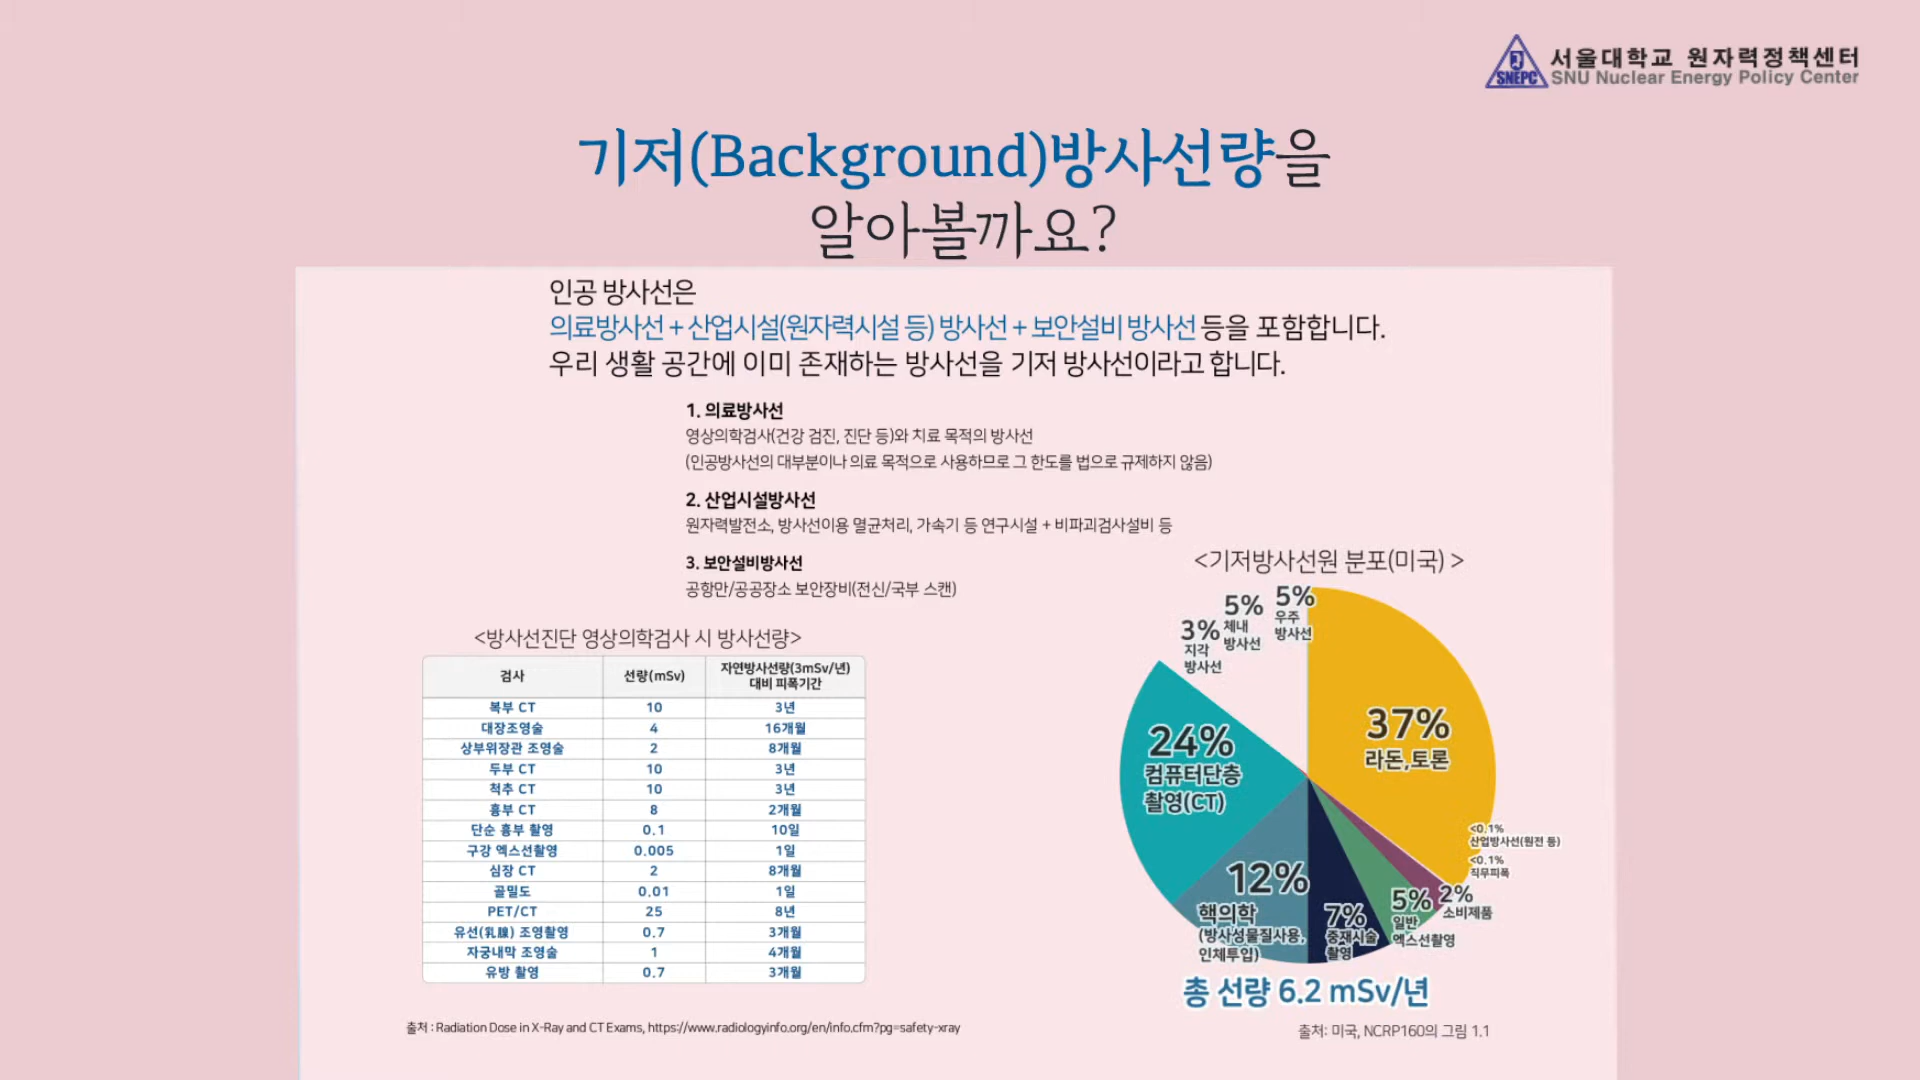 서울대학교 원자력정책센터
SNEPC
SNU Nuclear Energy Policy Center
기저(Background)방사선량을
알아볼까요?
인공 방사선은
의료방사선 + 산업시설(원자력시설 등) 방사선 + 보안설비 방사선 등을 포함합니다.
우리 생활 공간에 이미 존재하는 방사선을 기저 방사선이라고 합니다.
1. 의료방사선
영상의학검사(건강 검진, 진단 등)와 치료 목적의 방사선
(인공방사선의 대부분이나 의료 목적으로 사용하므로 그 한도를 법으로 규제하지 않음)
2. 산업시설방사선
원자력발전소, 방사선이용 멸균처리, 가속기 등 연구시설 + 비파괴검사설비 등
3. 보안설비방사선
공항만/공공장소 보안장비(전신/국부 스캔)
<방사선진단 영상의학검사 시 방사선량>
검사 선량(mSv) 자연방사선량(3mSv/년)
대비 피폭기간
복부 CT 10 3년
대장조영술 4 16개월
상부위장관 조영술 2 8개월
두부 CT 10 3년
척추 CT 10 3년
흉부 CT 8 2개월
단순 흉부 촬영 0.1 10일
구강 엑스선촬영 0.005 1일
심장 CT 2 8개월
골밀도 0.01 1일
PET/CT 25 8년
유선(乳腺) 조영촬영 0.7 3개월
자궁내막 조영술 1 4개월
유방 촬영 0.7 3개월
출처 : Radiation Dose in X-Ray and CT Exams, https://www.radiologyinfo.org/en/info.cfm?pg=safety-xray
<기저방사선원 분포(미국) >
5%
우주
방사선
5%
체내
방사선
3%
지각
방사선
37%
라돈,토론
24%
컴퓨터단층
촬영(CT)
<0.1%
산업방사선(원전 등)
<0.1%
직무피폭
12%
핵의학
(방사성물질사용,
인체투입)
7%
중재시술
촬영
5%
일반
엑스선촬영
2%
소비제품
총 선량 6.2 mSv/년
출처: 미국, NCRP160의 그림 1.1